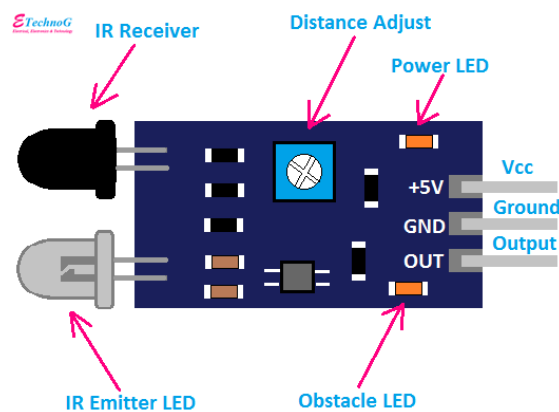 ETechnoG
Electrical, Electronics & Technology
IR Receiver
Distance Adjust
Power LED
Vcc
+5V
Ground
GND
Output
OUT
IR Emitter LED
Obstacle LED